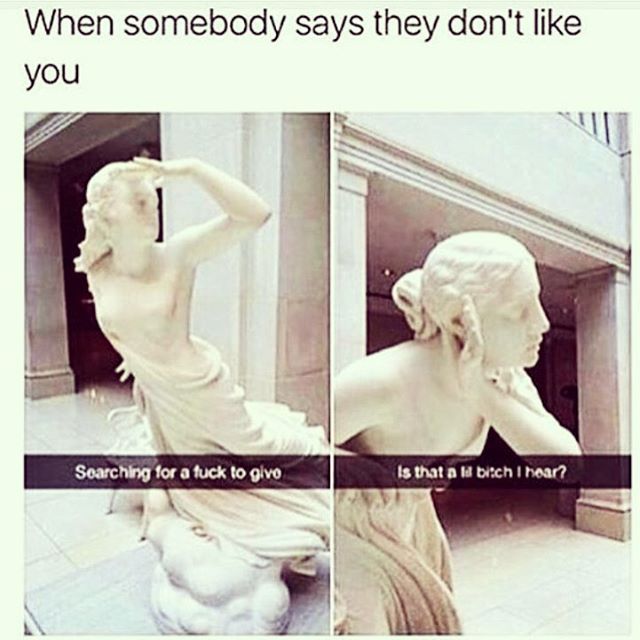 When somebody says they don't like
you
Searching for a fuck to give
Is that a lil bitch I hear?